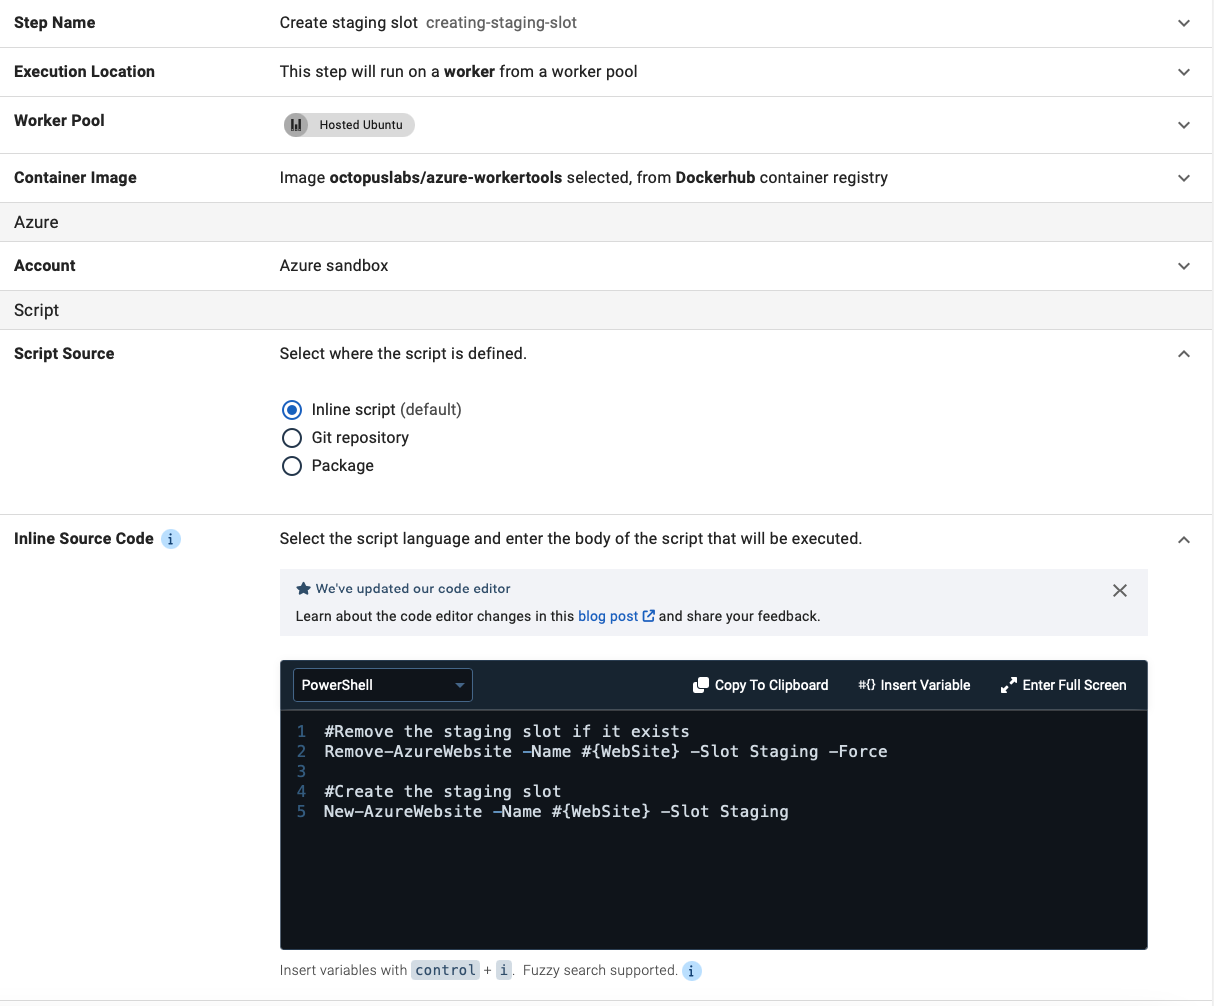 Step Name
Create staging slot creating-staging-slot
Execution Location
This step will run on a worker from a worker pool
Worker Pool
Hosted Ubuntu
Container Image
Image octopuslabs/azure-workertools selected, from Dockerhub container registry
Azure
Account
Azure sandbox
Script
Script Source
Select where the script is defined.
Inline script (default)
Git repository
Package
Inline Source Code i
Select the script language and enter the body of the script that will be executed.
We've updated our code editor
Learn about the code editor changes in this blog post and share your feedback.
PowerShell
Copy To Clipboard
#{} Insert Variable
Enter Full Screen
1 #Remove the staging slot if it exists
2 Remove-AzureWebsite –Name #{WebSite} –Slot Staging –Force
3
4 #Create the staging slot
5 New-AzureWebsite –Name #{WebSite} –Slot Staging
Insert variables with control + i. Fuzzy search supported. i